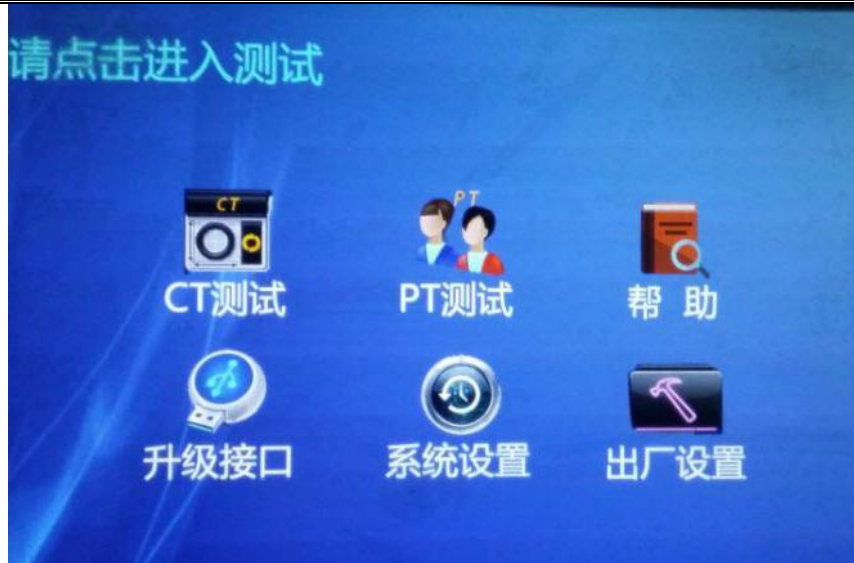 请点击进入测试
CT
PT
CT测试
PT测试
帮 助
升级接口
系统设置
出厂设置